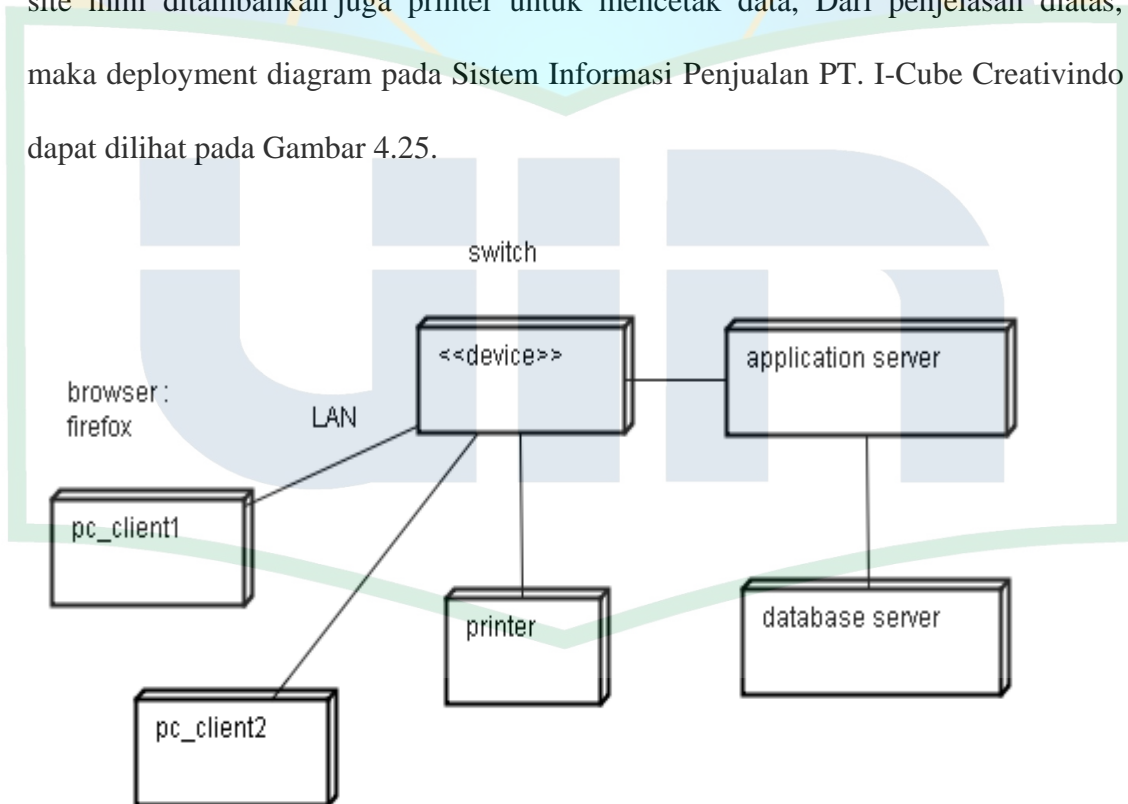 site mini ditambahkan juga printer untuk mencetak data, Dari penjelasan diatas,
maka deployment diagram pada Sistem Informasi Penjualan PT. I-Cube Creativindo
dapat dilihat pada Gambar 4.25.
switch
<<device>>
application server
browser :
firefox
LAN
pc_client1
printer
database server
pc_client2
uin